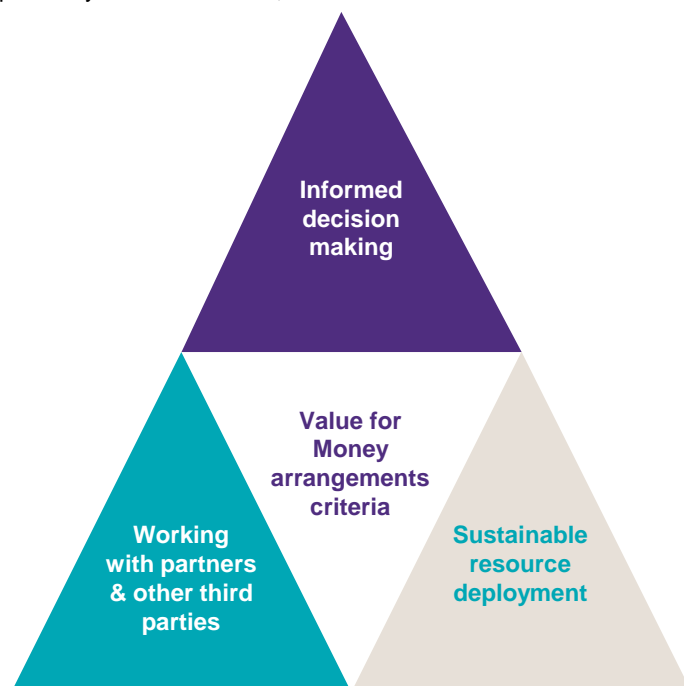 Informed
decision
making
Value for
Money
arrangements
criteria
Working
with partners
& other third
parties
Sustainable
resource
deployment